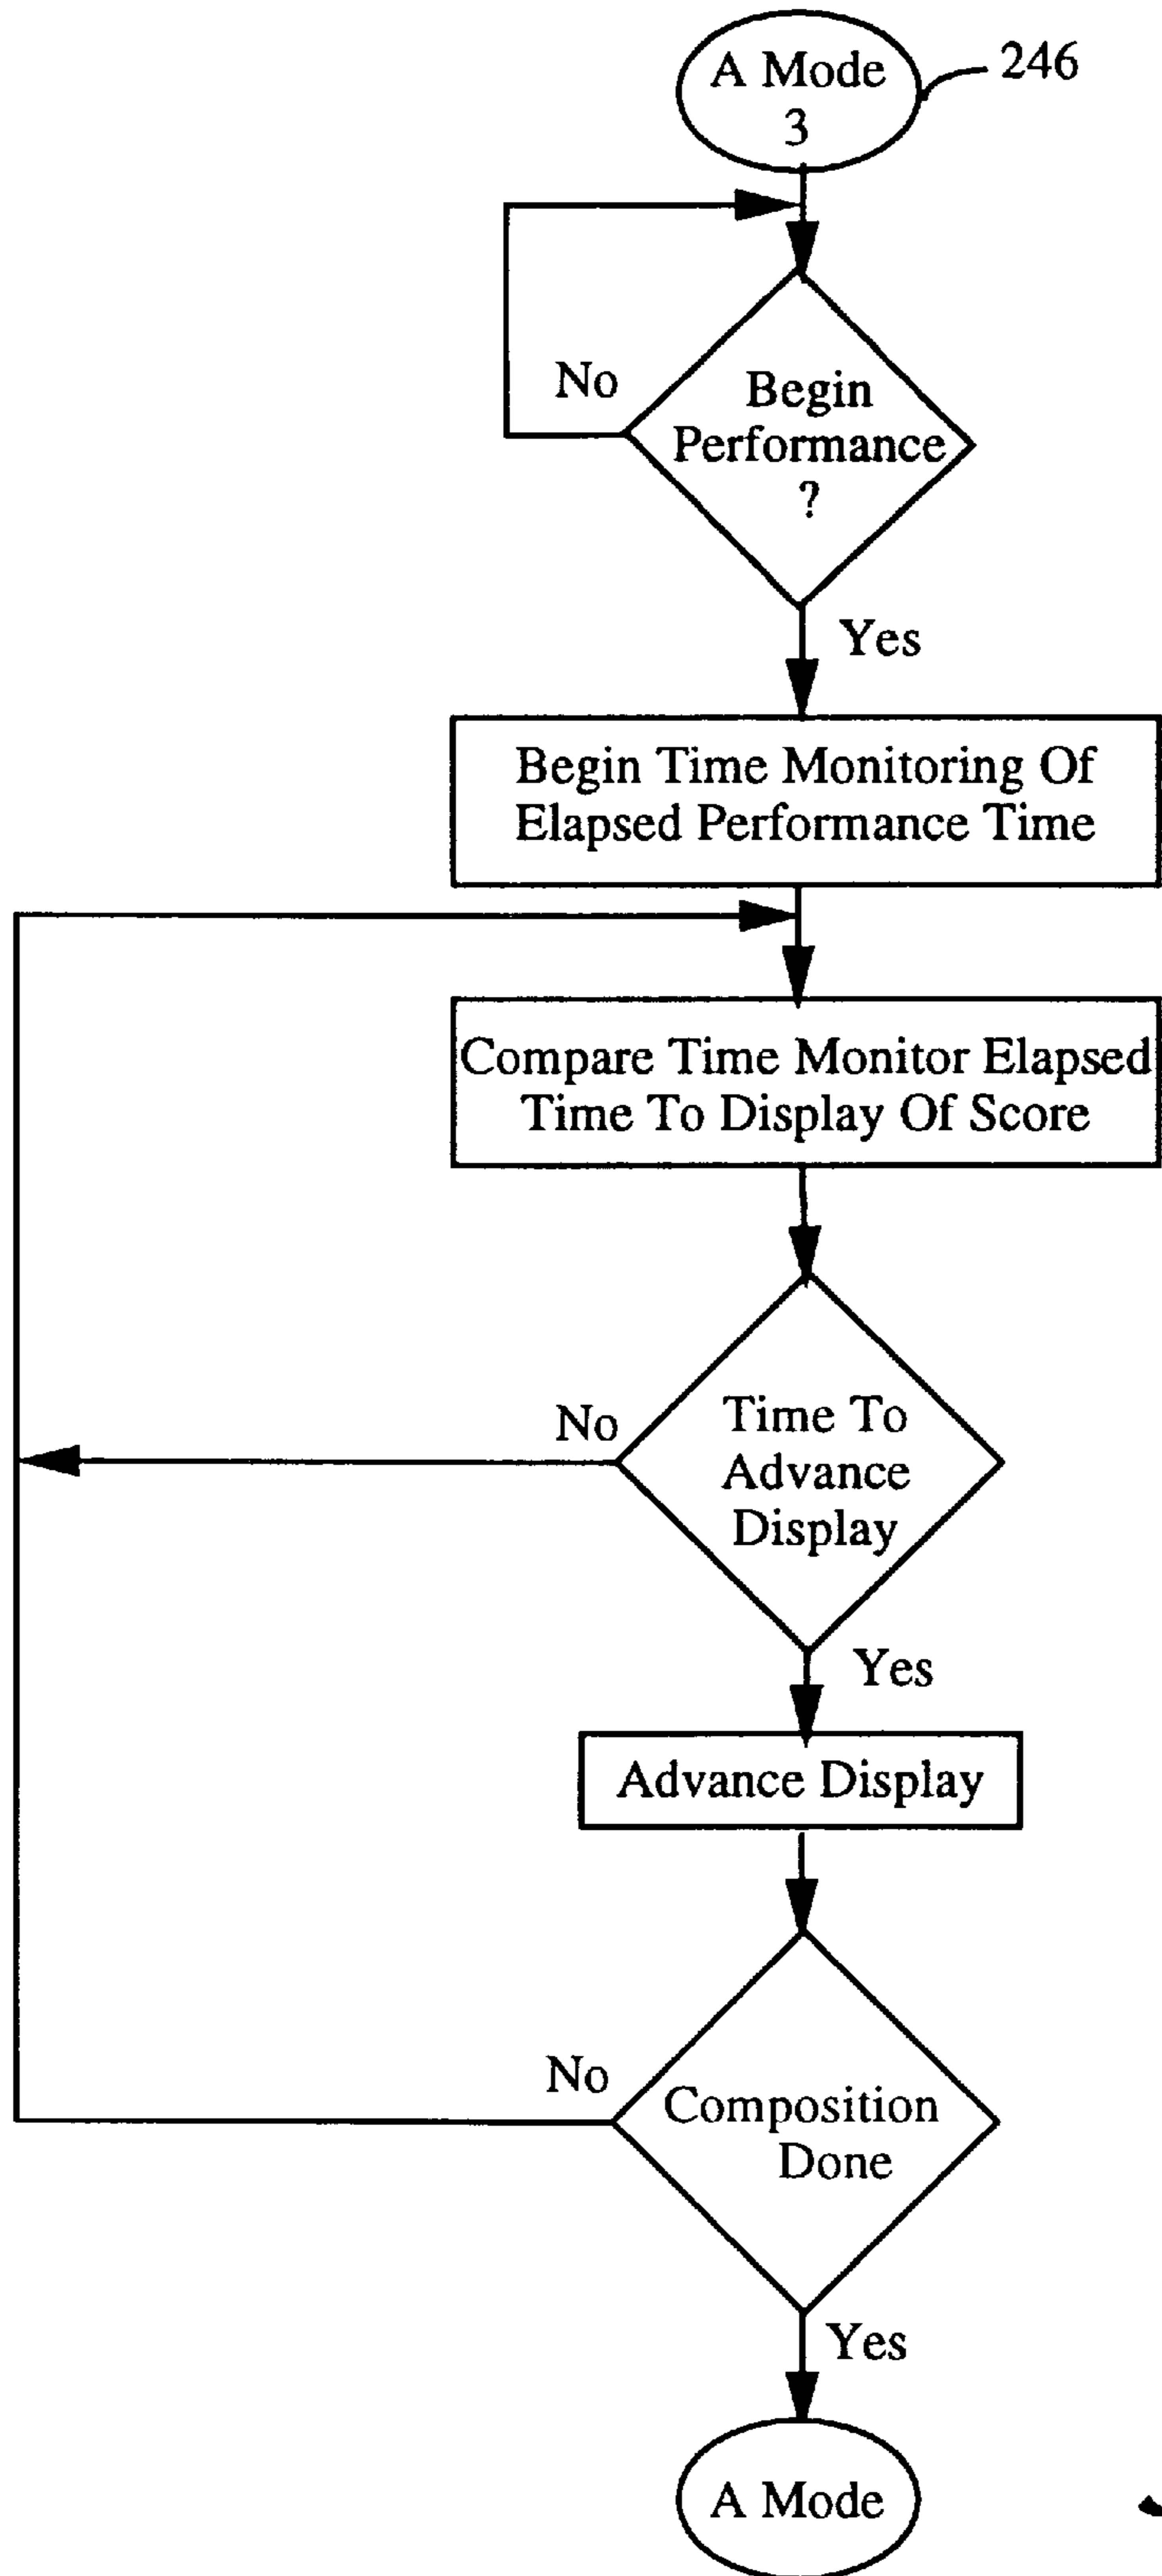 A Mode
3
246
No
Begin
Performance
?
Yes
Begin Time Monitoring Of
Elapsed Performance Time
Compare Time Monitor Elapsed
Time To Display Of Score
No
Time To
Advance
Display
Yes
Advance Display
No
Composition
Done
Yes
A Mode